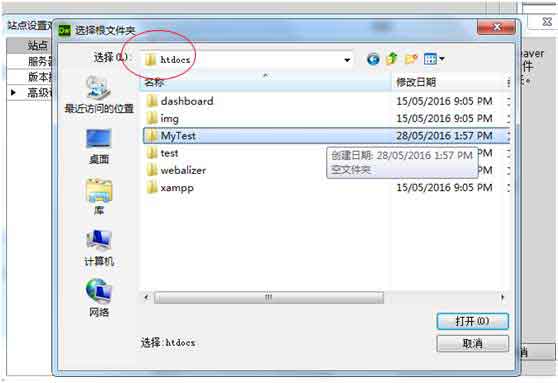 站点设置对
Dw 选择根文件夹
选择(L): htdocs
站点
服务器
版本
高级
eaver
件
。
名称 修改日期
最近访问的位置
桌面
库
计算机
网络
dashboard 15/05/2016 9:05 PM
img 15/05/2016 9:05 PM
MyTest 28/05/2016 1:57 PM
test PM
创建日期: 28/05/2016 1:57 PM
空文件夹
webalizer PM
xampp 15/05/2016 9:05 PM
打开(O)
选择:htdocs
取消
消